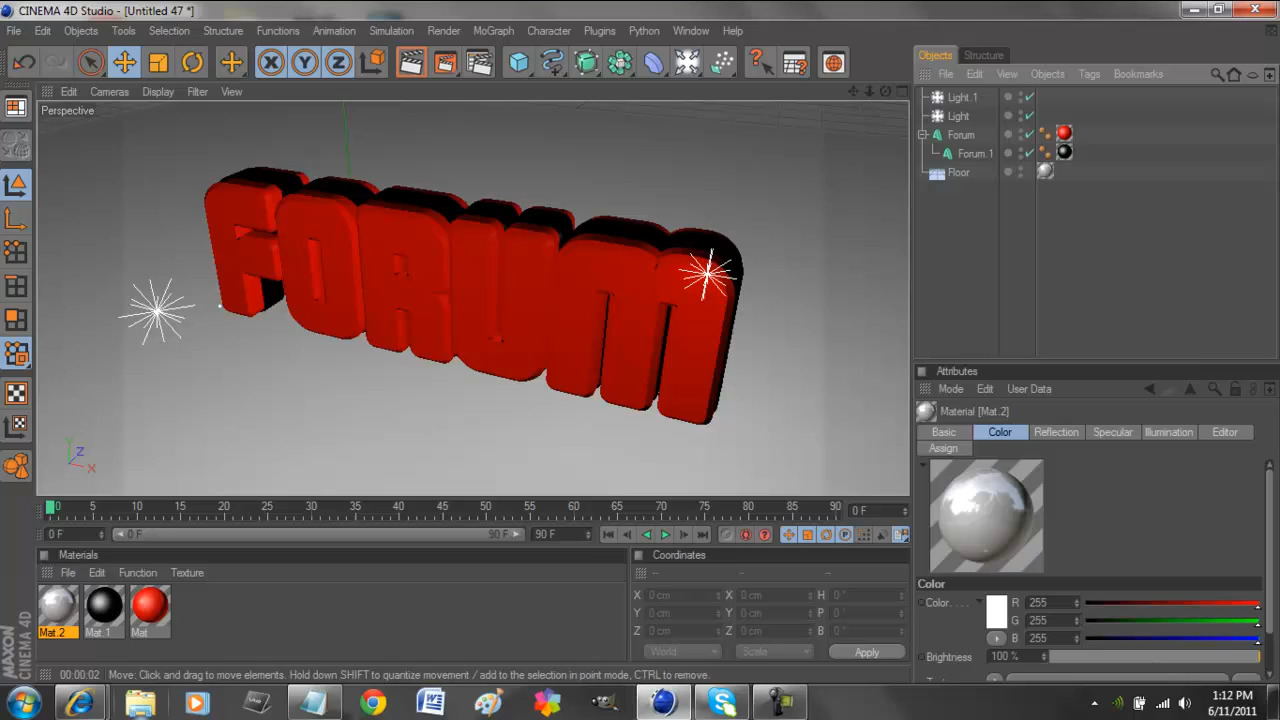 CINEMA 4D Studio - [Untitled 47 *]
File Edit Objects Tools Selection Structure Functions Animation Simulation Render MoGraph Character Plugins Python Window Help
X Y Z
Objects Structure
File Edit View Objects Tags Bookmarks
Edit Cameras Display Filter View
Perspective
Light.1
Light
Forum
Forum.1
Floor
FORUM
Y Z X
Attributes
Mode Edit User Data
Material [Mat.2]
Basic Color Reflection Specular Illumination Editor
Assign
0 5 10 15 20 25 30 35 40 45 50 55 60 65 70 75 80 85 90 0 F
0 F 0 F 90 F 90 F
Materials
File Edit Function Texture
Mat.2 Mat.1 Mat
Coordinates
-- -- --
X 0 cm X 0 cm H 0 °
Y 0 cm Y 0 cm P 0 °
Z 0 cm Z 0 cm B 0 °
World Scale Apply
Color
Color. . . . R 255
G 255
B 255
Brightness 100 %
MAXON
CINEMA 4D
00:00:02 Move: Click and drag to move elements. Hold down SHIFT to quantize movement / add to the selection in point mode, CTRL to remove.
1:12 PM
6/11/2011